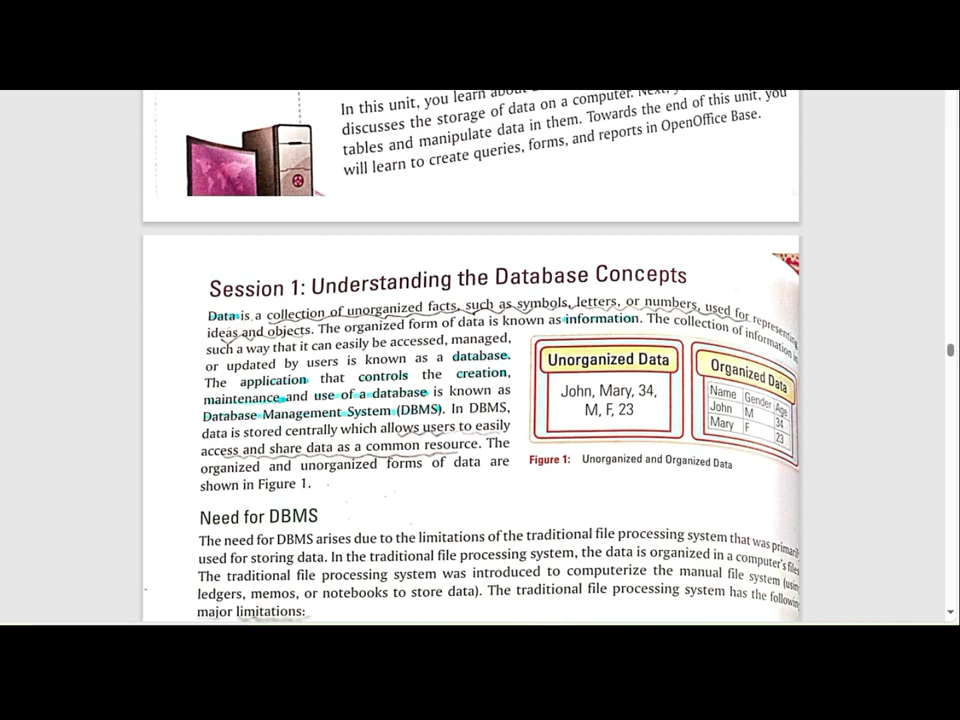 In this unit, you learn about
discusses the storage of data on a computer. Next,
tables and manipulate data in them. Towards the end of this unit, you
will learn to create queries, forms, and reports in OpenOffice Base.
Session 1: Understanding the Database Concepts
Data is a collection of unorganized facts, such as symbols, letters, or numbers, used for representing
ideas and objects. The organized form of data is known as information. The collection of information
such a way that it can easily be accessed, managed,
or updated by users is known as a database.
The application that controls the creation,
maintenance and use of a database is known as
Database Management System (DBMS). In DBMS,
data is stored centrally which allows users to easily
access and share data as a common resource. The
organized and unorganized forms of data are
shown in Figure 1.
Unorganized Data
John, Mary, 34,
M, F, 23
Organized Data
Name Gender Age
John M 34
Mary F 23
Figure 1: Unorganized and Organized Data
Need for DBMS
The need for DBMS arises due to the limitations of the traditional file processing system that was
used for storing data. In the traditional file processing system, the data is organized in a computer's files
The traditional file processing system was introduced to computerize the manual file system
ledgers, memos, or notebooks to store data). The traditional file processing system has the
major limitations: